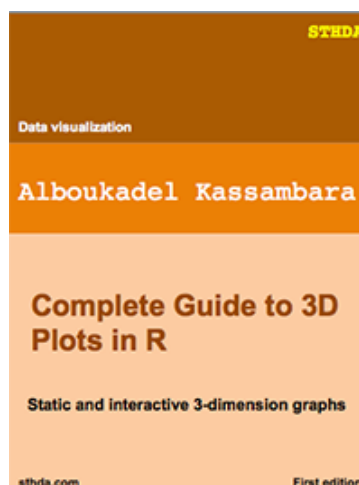 STHDA
Data visualization
Alboukadel Kassambara
Complete Guide to 3D
Plots in R
Static and interactive 3-dimension graphs
sthda.com
First edition